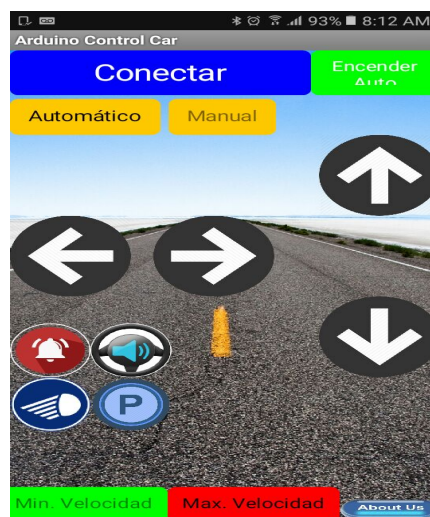 93% 8:12 AM
Arduino Control Car
Conectar
Encender
Auto
Automático
Manual
P
Min. Velocidad
Max. Velocidad
About Us